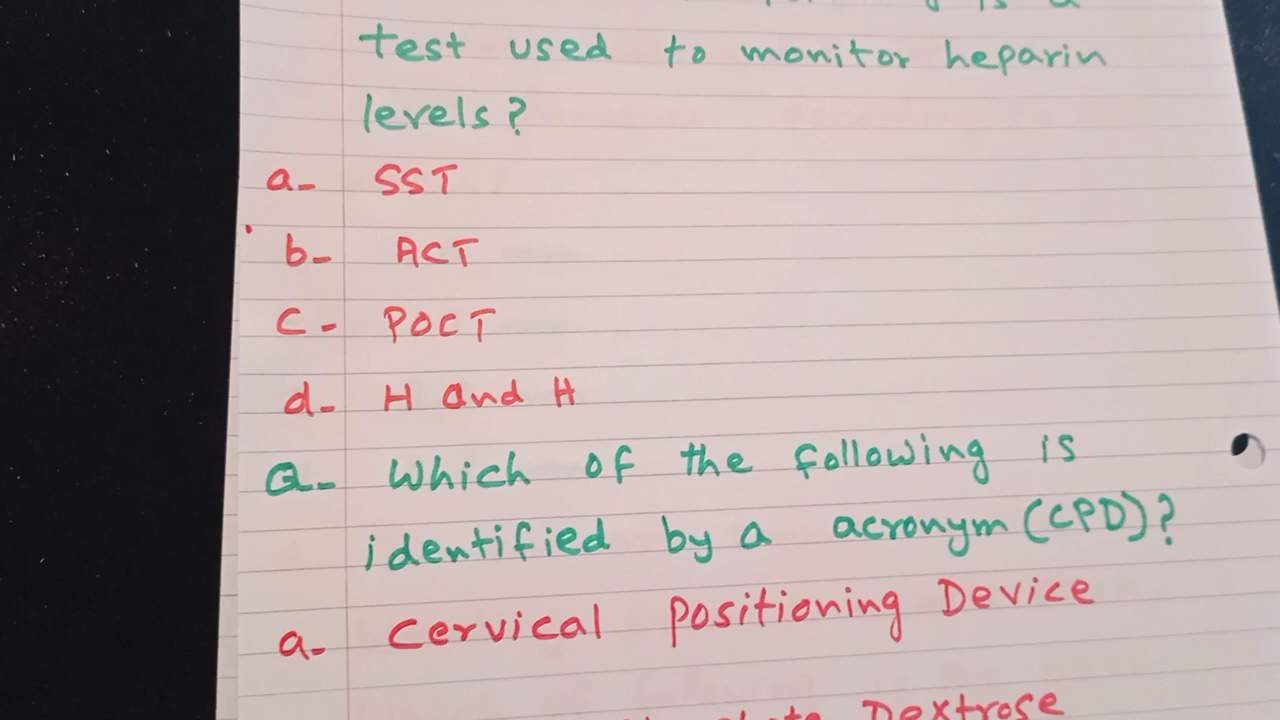 is a
test used to monitor heparin
levels?
a- SST
b- ACT
c- POCT
d- H and H
Q- Which of the following is
identified by a acronym (CPD)?
a- Cervical Positioning Device
Dextrose